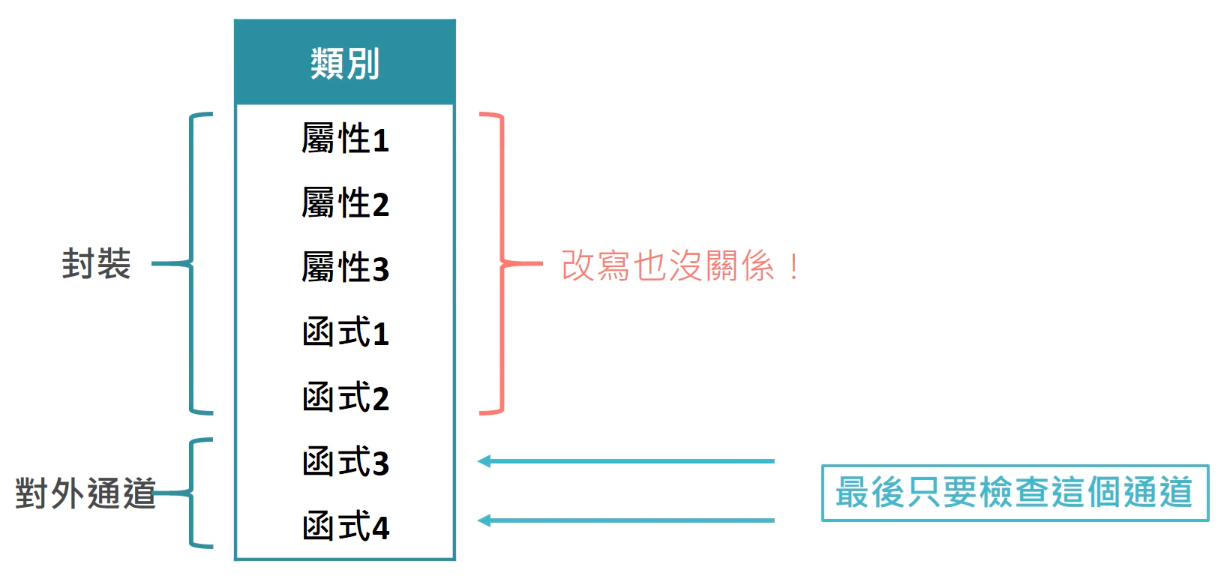 類別
屬性1
屬性2
屬性3
函式1
函式2
函式3
函式4
封裝
對外通道
改寫也沒關係！
最後只要檢查這個通道